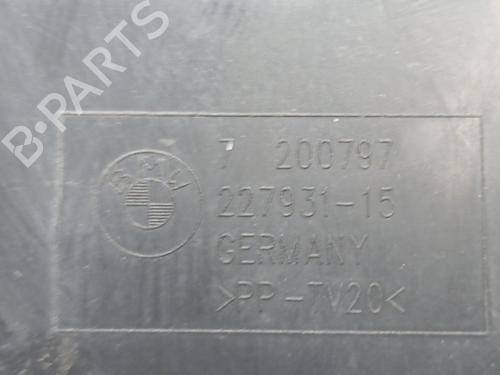 B-PARTS
BMW
7 200797
227931-15
GERMANY
>PP-TV20<